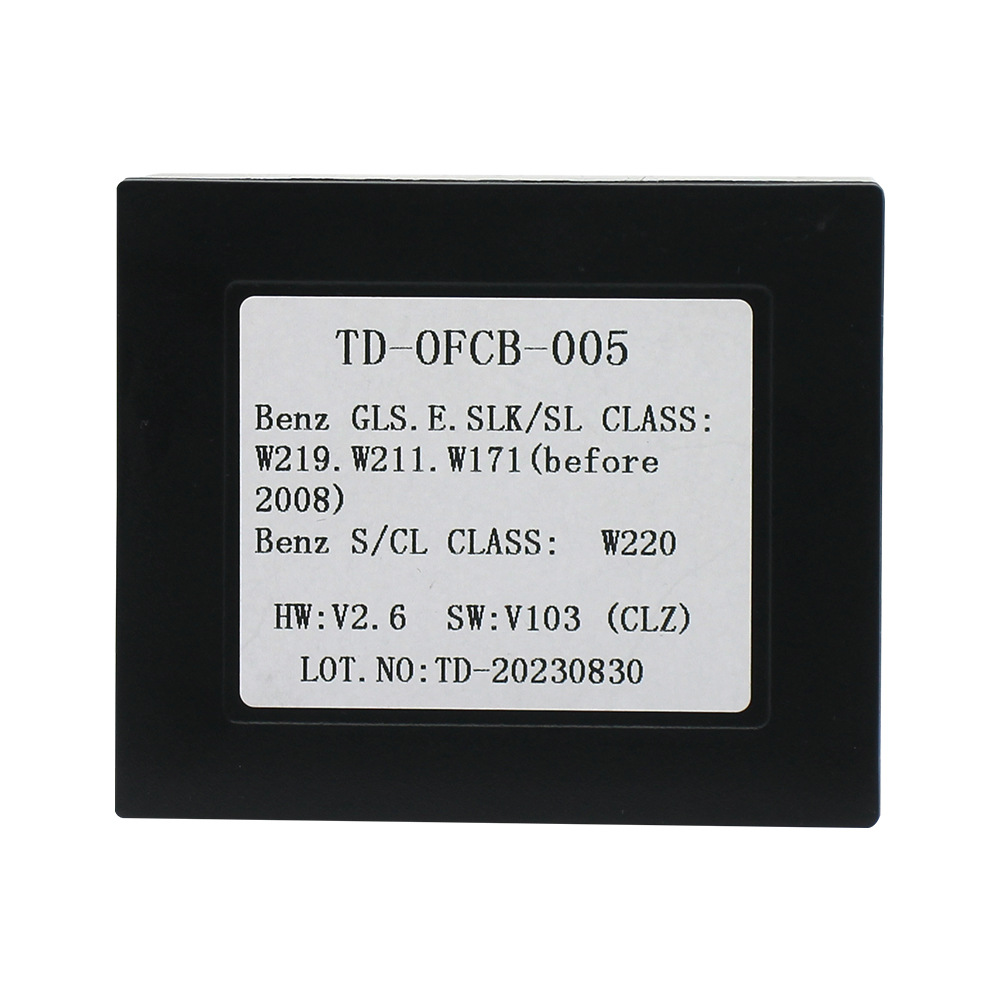 TD-OFCB-005
Benz GLS.E.SLK/SL CLASS:
W219.W211.W171(before
2008)
Benz S/CL CLASS: W220
HW:V2.6 SW:V103 (CLZ)
LOT.NO:TD-20230830